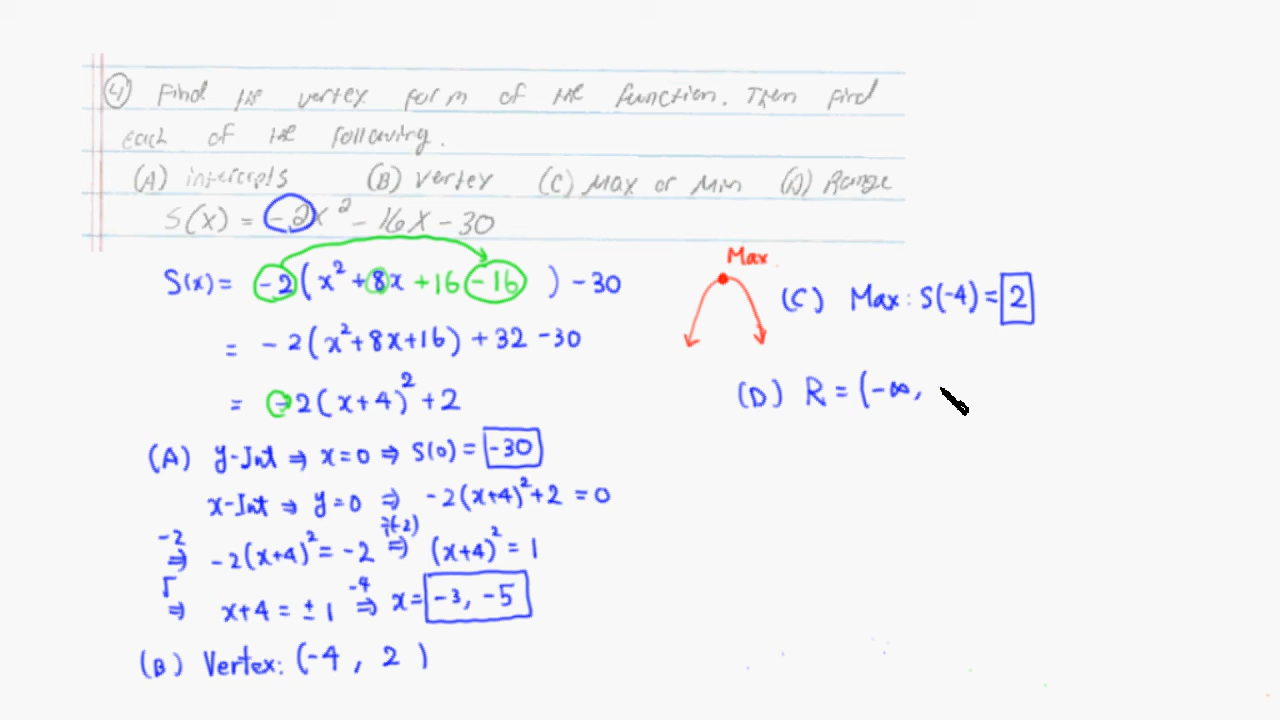 (4) Find the vertex form of the function. Then find
each of the following.
(A) intercepts (B) vertex (C) Max or Min (D) Range
S(x) = -2x² - 16x - 30
S(x) = -2(x² + 8x + 16 - 16 ) - 30
= -2(x² + 8x + 16) + 32 - 30
= -2(x+4)² + 2
(A) y-Int ⇒ x = 0 ⇒ S(0) = -30
x-Int ⇒ y = 0 ⇒ -2(x+4)² + 2 = 0
-2 ⇒ -2(x+4)² = -2 ÷(-2) ⇒ (x+4)² = 1
√ ⇒ x+4 = ±1 -4 ⇒ x = -3, -5
(B) Vertex: (-4, 2)
Max
(C) Max: S(-4) = 2
(D) R = (-∞,